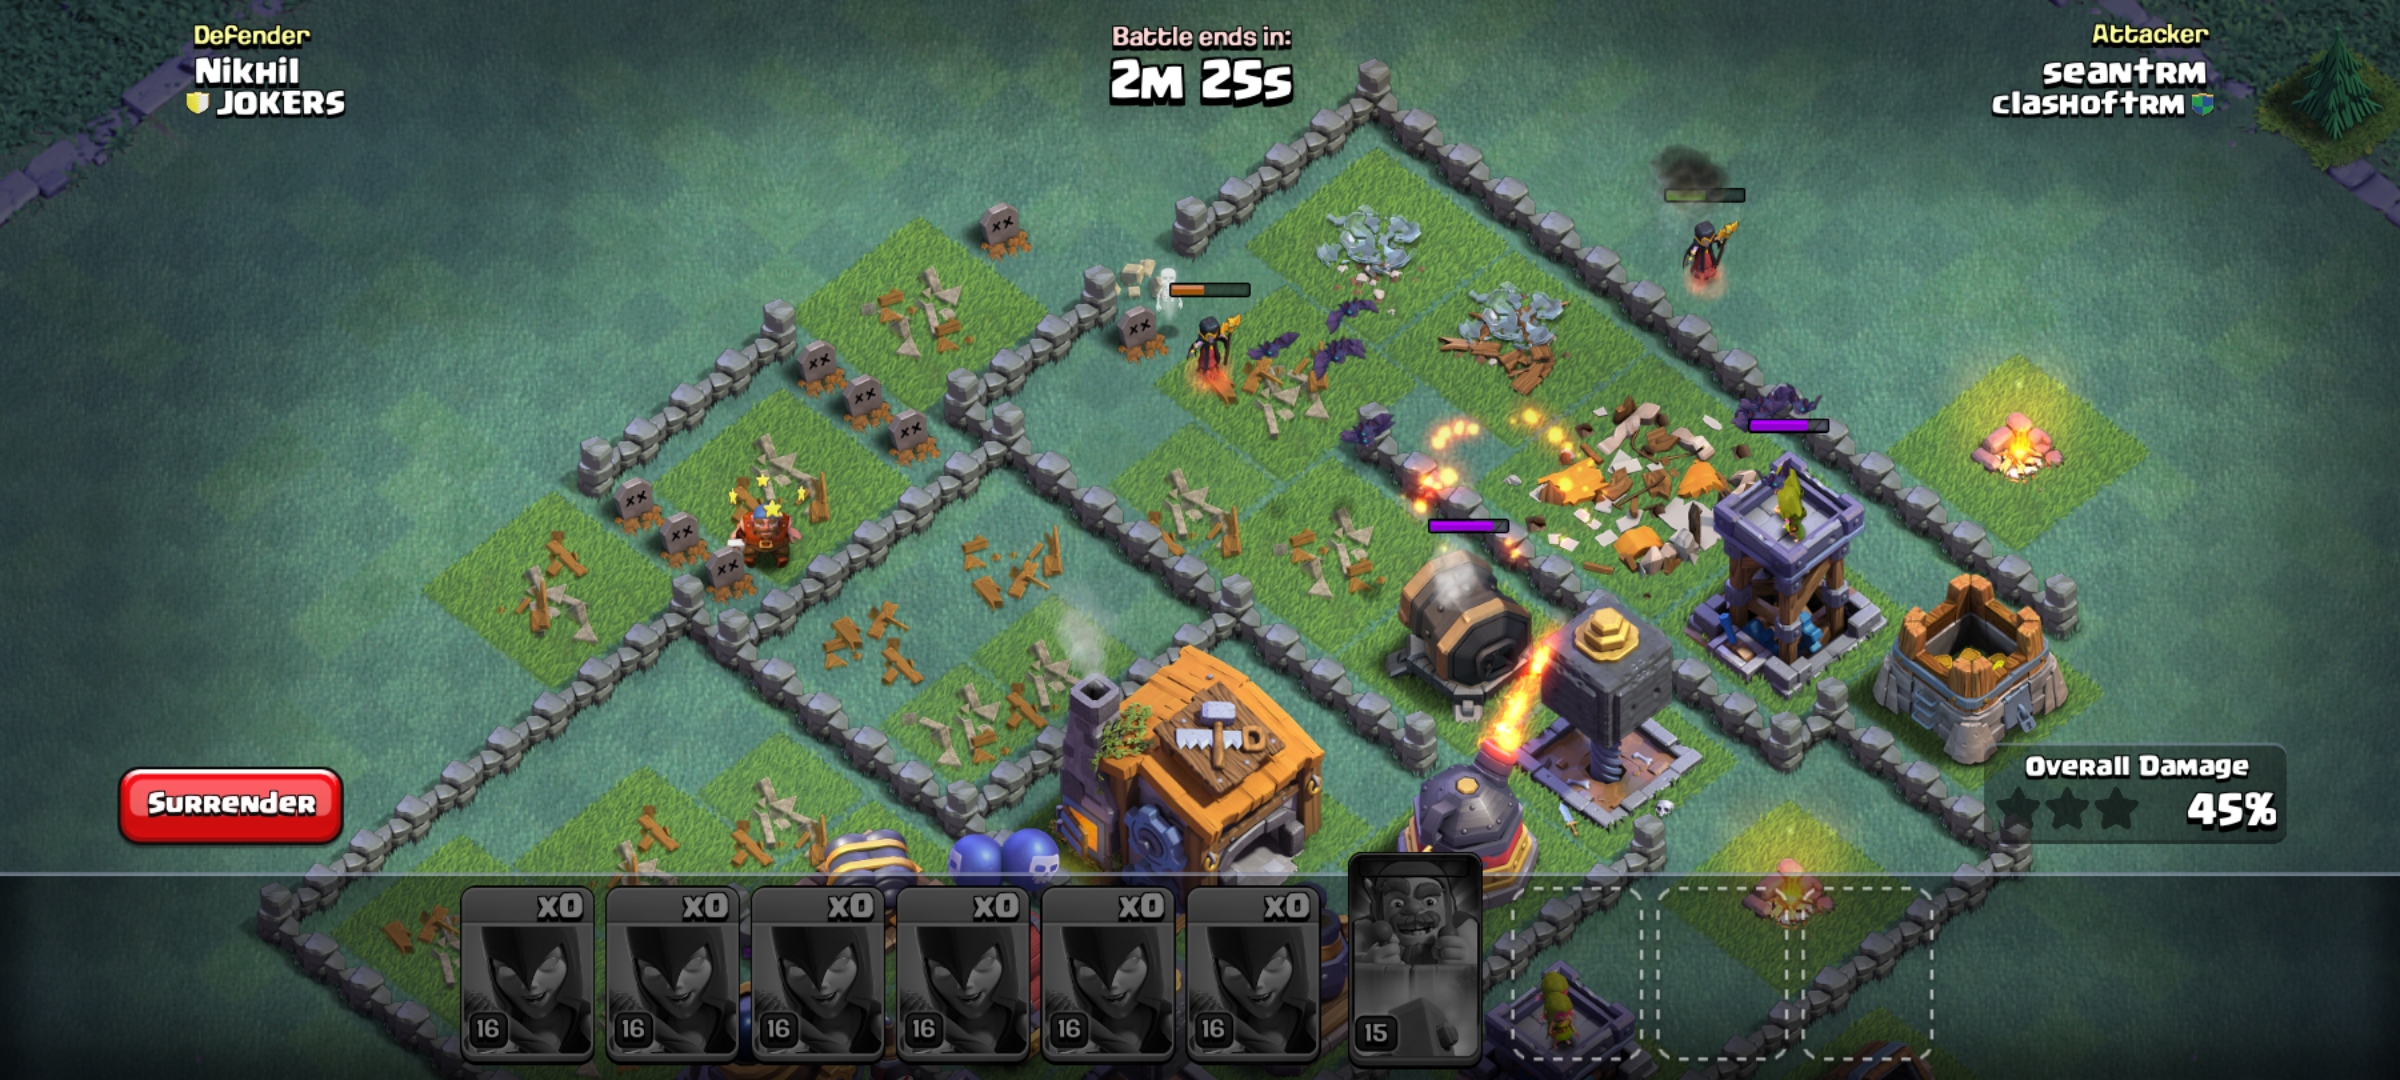 Defender
Nikhil
JOKERS
Battle ends in:
2M 25s
Attacker
seantRM
clashoftRM
Surrender
Overall Damage
45%
x0 x0 x0 x0 x0 x0
16 16 16 16 16 16 15